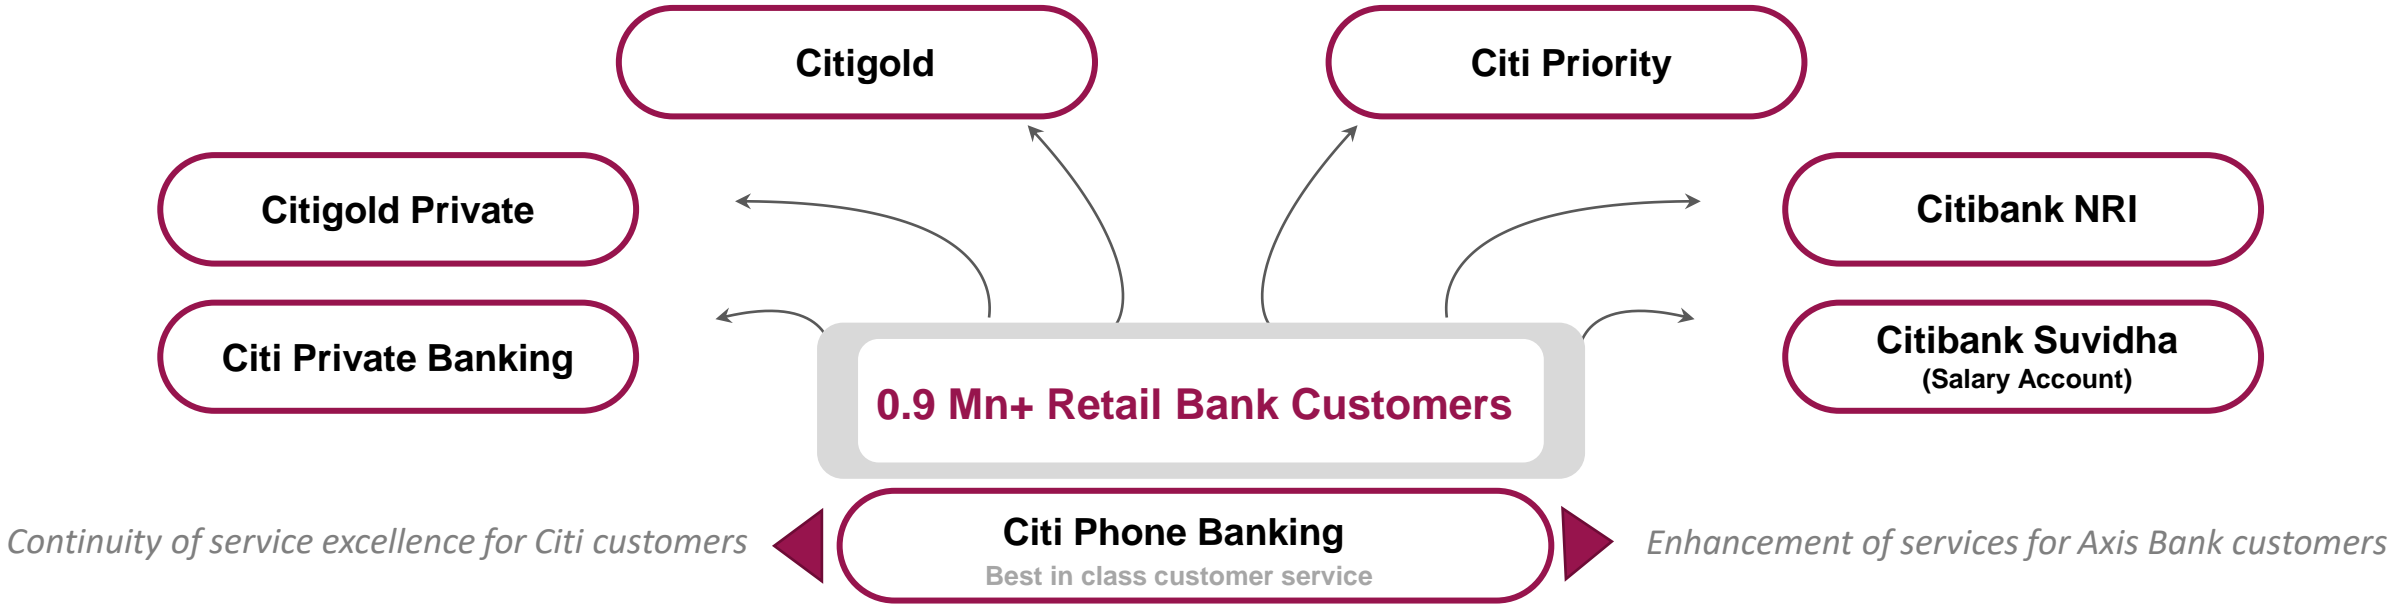 Citigold
Citi Priority
Citigold Private
Citibank NRI
Citi Private Banking
Citibank Suvidha
(Salary Account)
0.9 Mn+ Retail Bank Customers
Continuity of service excellence for Citi customers
Citi Phone Banking
Best in class customer service
Enhancement of services for Axis Bank customers